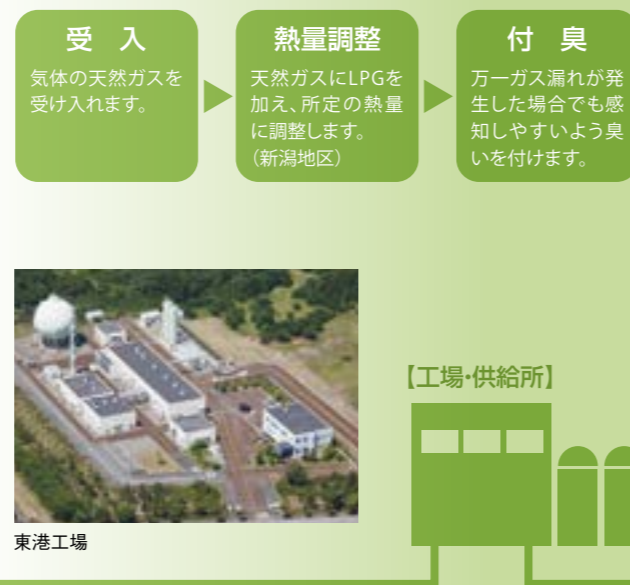 受 入
気体の天然ガスを
受け入れます。
熱量調整
天然ガスにLPGを
加え、所定の熱量
に調整します。
（新潟地区）
付 臭
万一ガス漏れが発
生した場合でも感
知しやすいよう臭
いを付けます。
東港工場
【工場・供給所】